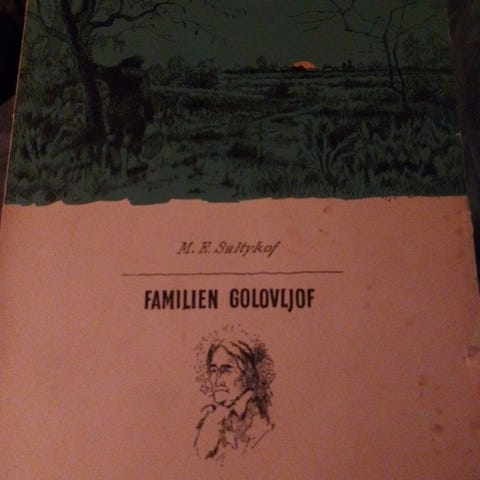 M. E. Saltykof
FAMILIEN GOLOVLJOF